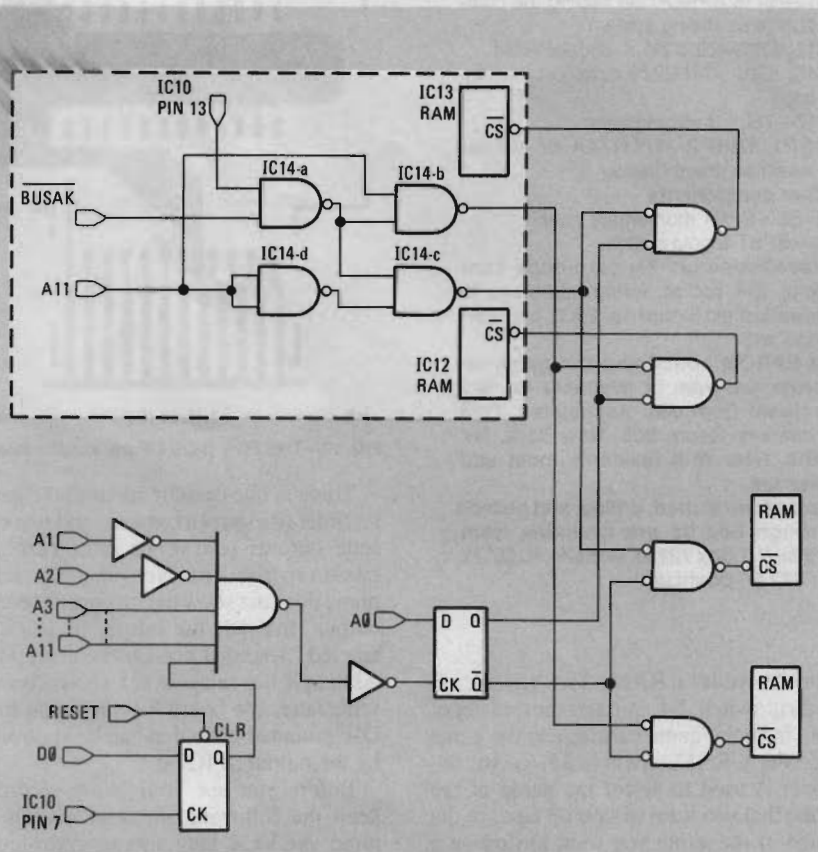 IC10
PIN 13
IC13
RAM
CS
IC14-a
IC14-b
BUSAK
IC14-d
IC14-c
A11
CS
IC12
RAM
A1
A2
A3
A11
A0
D Q
CK Q
RAM
CS
RAM
CS
RESET
CLR
D0
D Q
IC10
PIN 7
CK